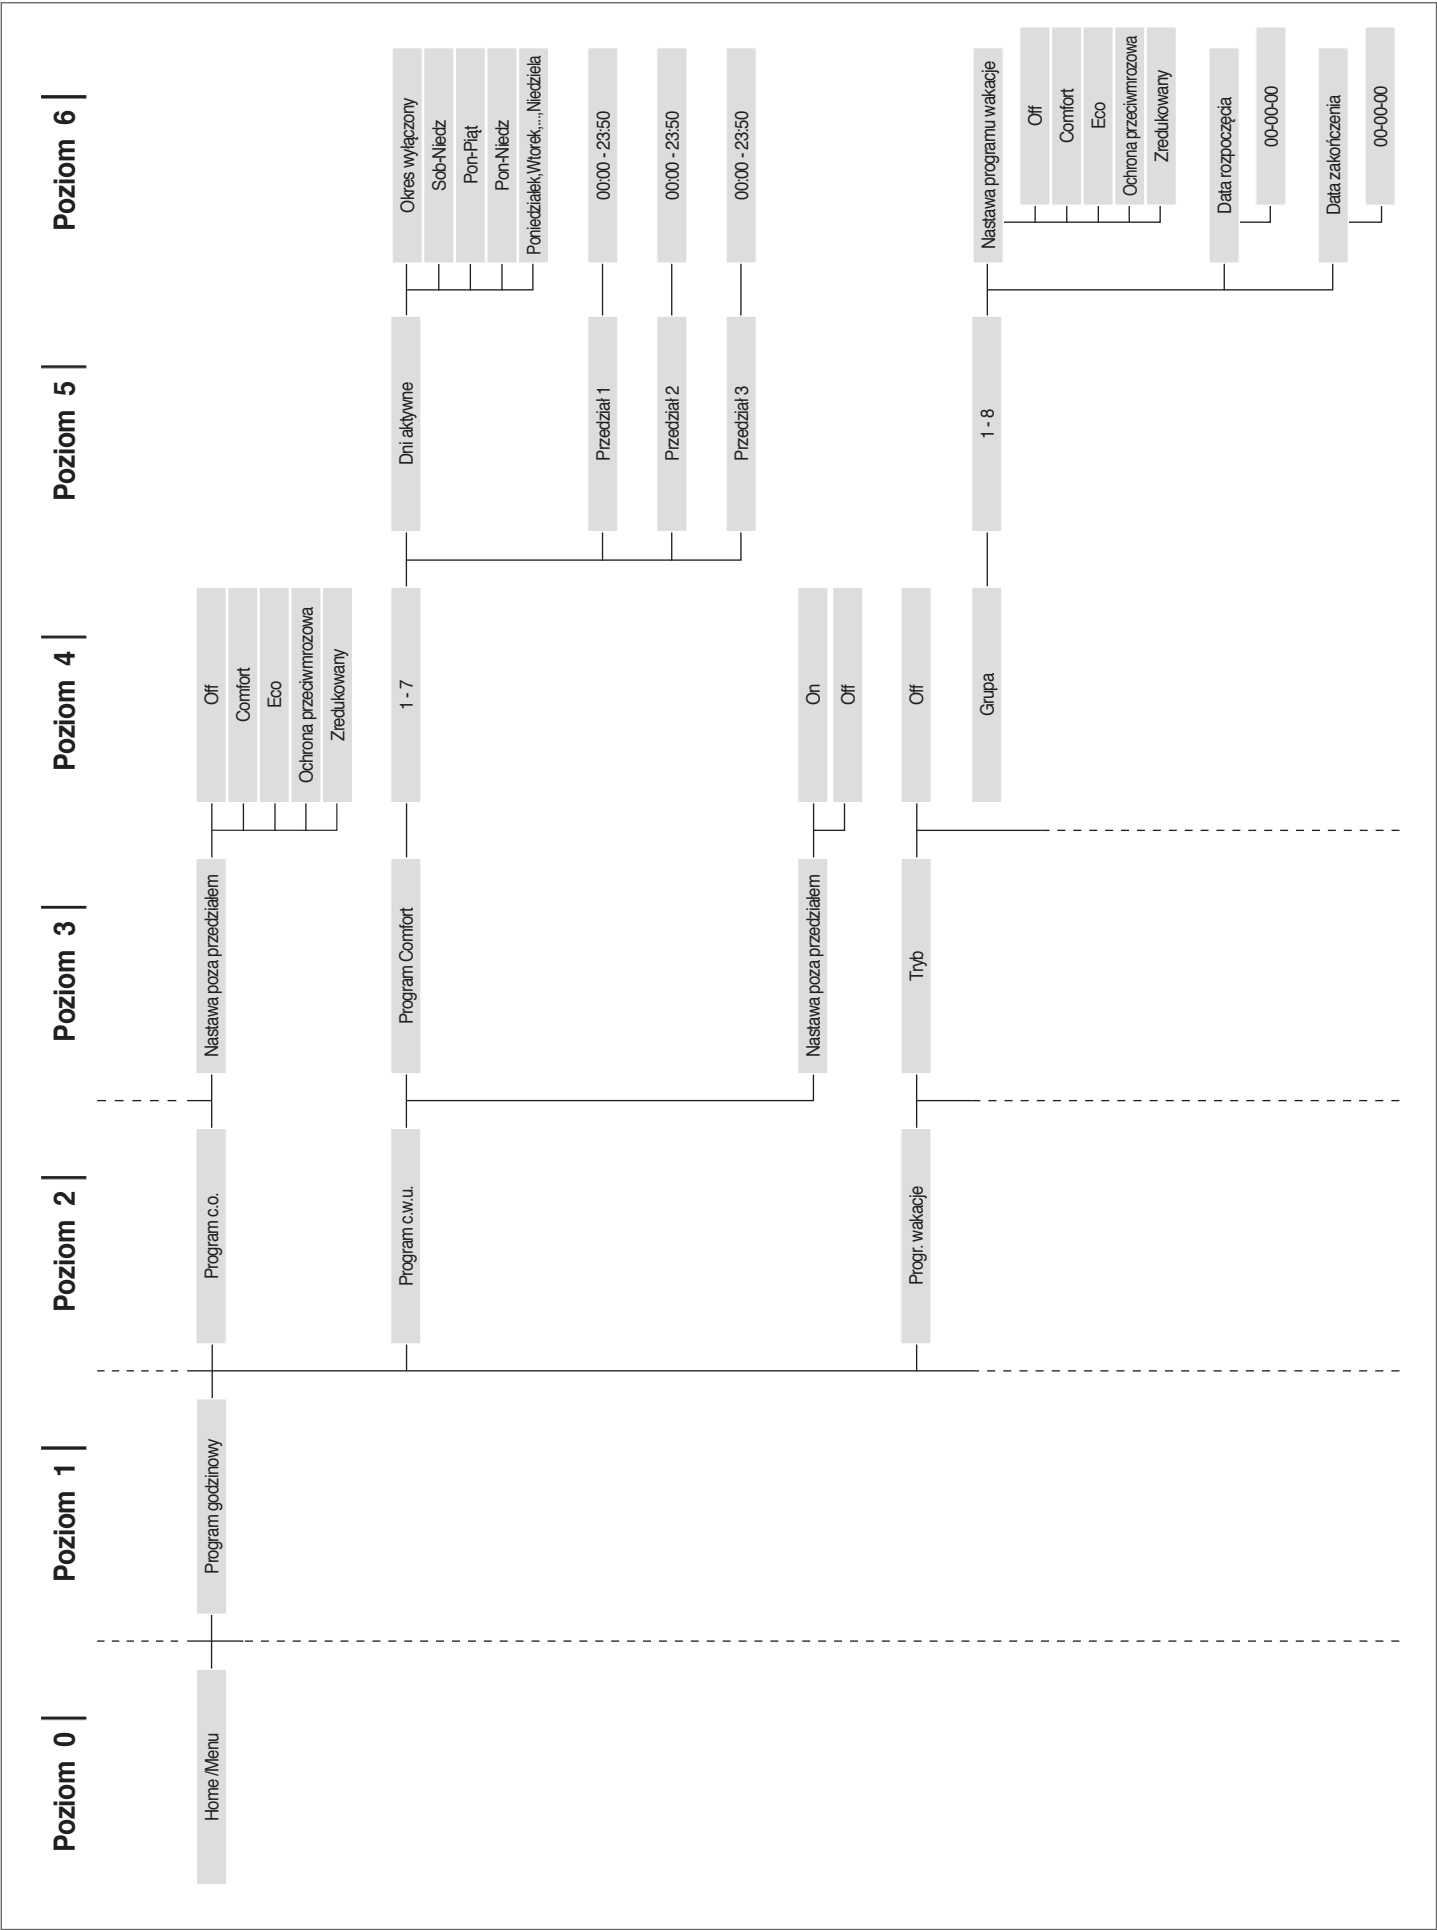 Poziom 0
Poziom 1
Poziom 2
Poziom 3
Poziom 4
Poziom 5
Poziom 6
Home /Menu
Program godzinowy
Program c.o.
Nastawa poza przedziałem
Off
Comfort
Eco
Ochrona przeciwmrozowa
Zredukowany
Program c.w.u.
Program Comfort
1 - 7
Dni aktywne
Okres wyłączony
Sob-Niedz
Pon-Piąt
Pon-Niedz
Poniedziałek,Wtorek,...,Niedziela
Przedział 1
00:00 - 23:50
Przedział 2
00:00 - 23:50
Przedział 3
00:00 - 23:50
Nastawa poza przedziałem
On
Off
Progr. wakacje
Tryb
Off
Grupa
1 - 8
Nastawa programu wakacje
Off
Comfort
Eco
Ochrona przeciwmrozowa
Zredukowany
Data rozpoczęcia
00-00-00
Data zakończenia
00-00-00